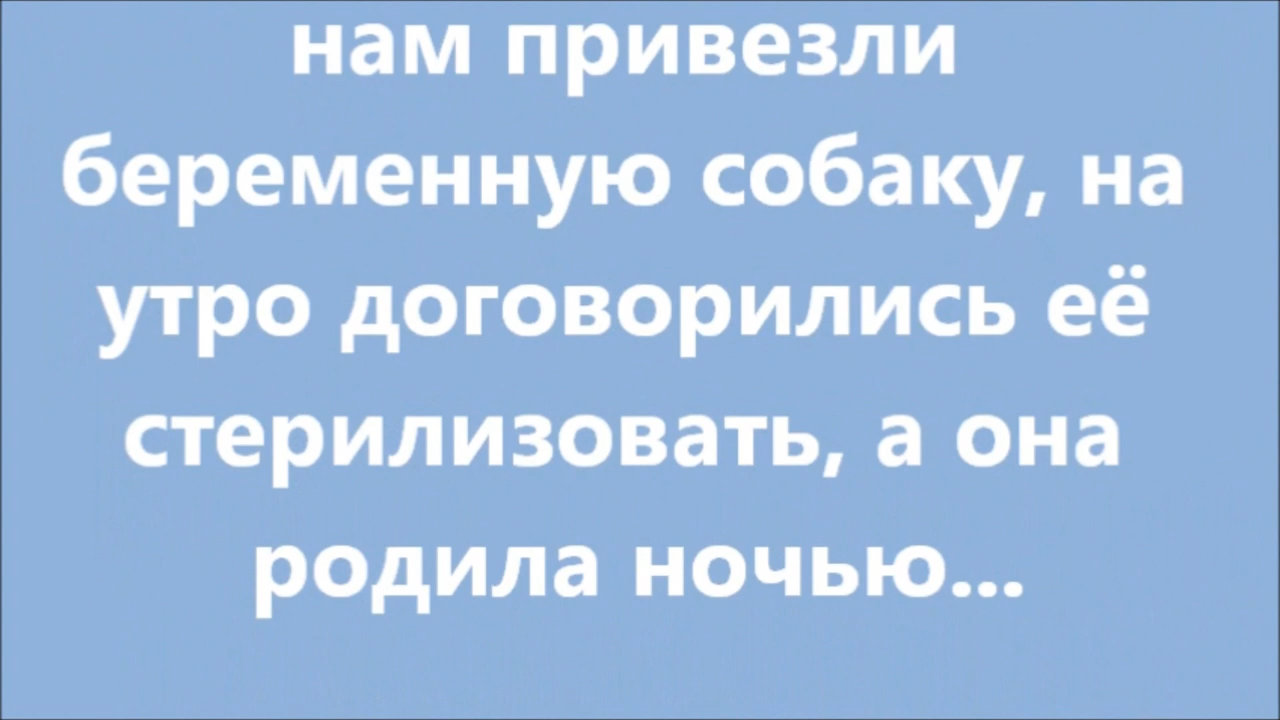 нам привезли
беременную собаку, на
утро договорились её
стерилизовать, а она
родила ночью...